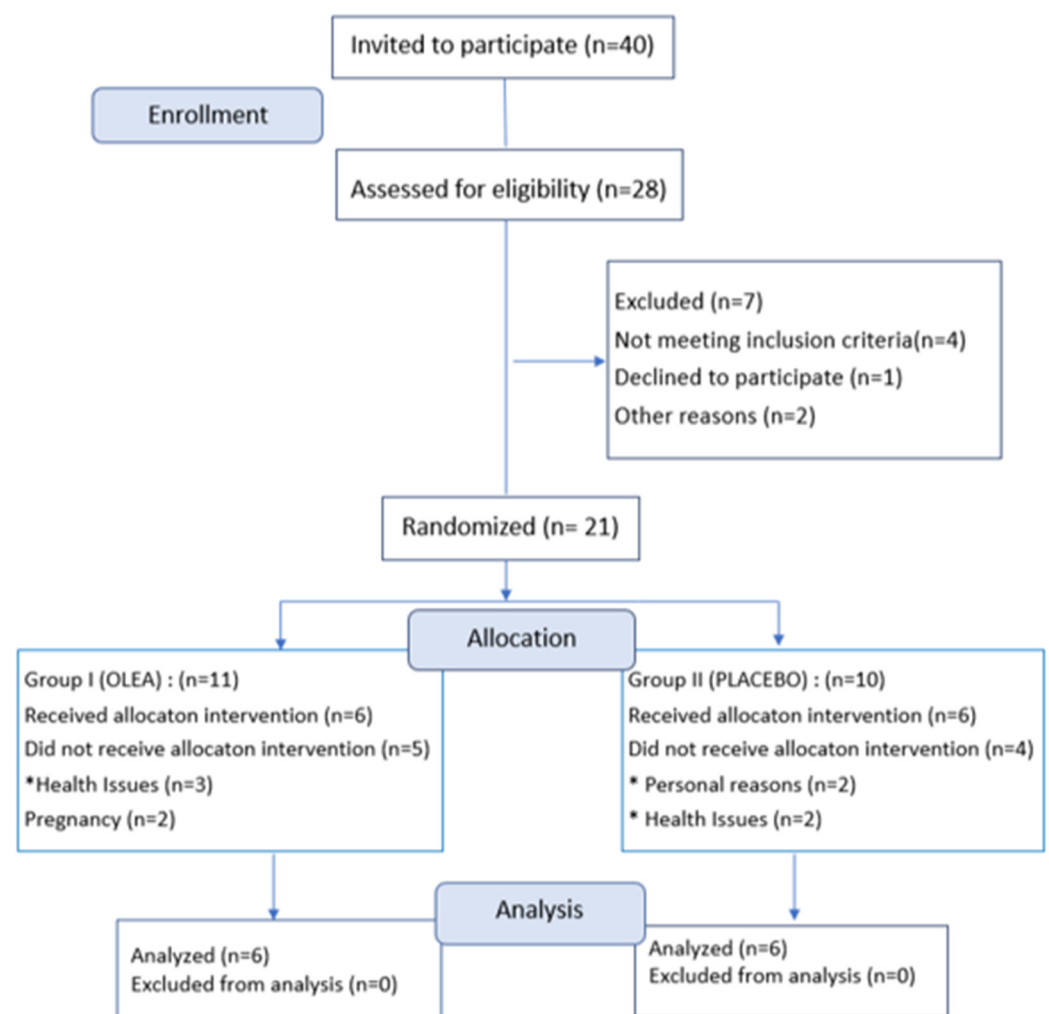 Invited to participate (n=40)
Enrollment
Assessed for eligibility (n=28)
Excluded (n=7)
Not meeting inclusion criteria(n=4)
Declined to participate (n=1)
Other reasons (n=2)
Randomized (n= 21)
Allocation
Group I (OLEA) : (n=11)
Received allocaton intervention (n=6)
Did not receive allocaton intervention (n=5)
*Health Issues (n=3)
Pregnancy (n=2)
Group II (PLACEBO) : (n=10)
Received allocaton intervention (n=6)
Did not receive allocaton intervention (n=4)
* Personal reasons (n=2)
* Health Issues (n=2)
Analysis
Analyzed (n=6)
Excluded from analysis (n=0)
Analyzed (n=6)
Excluded from analysis (n=0)